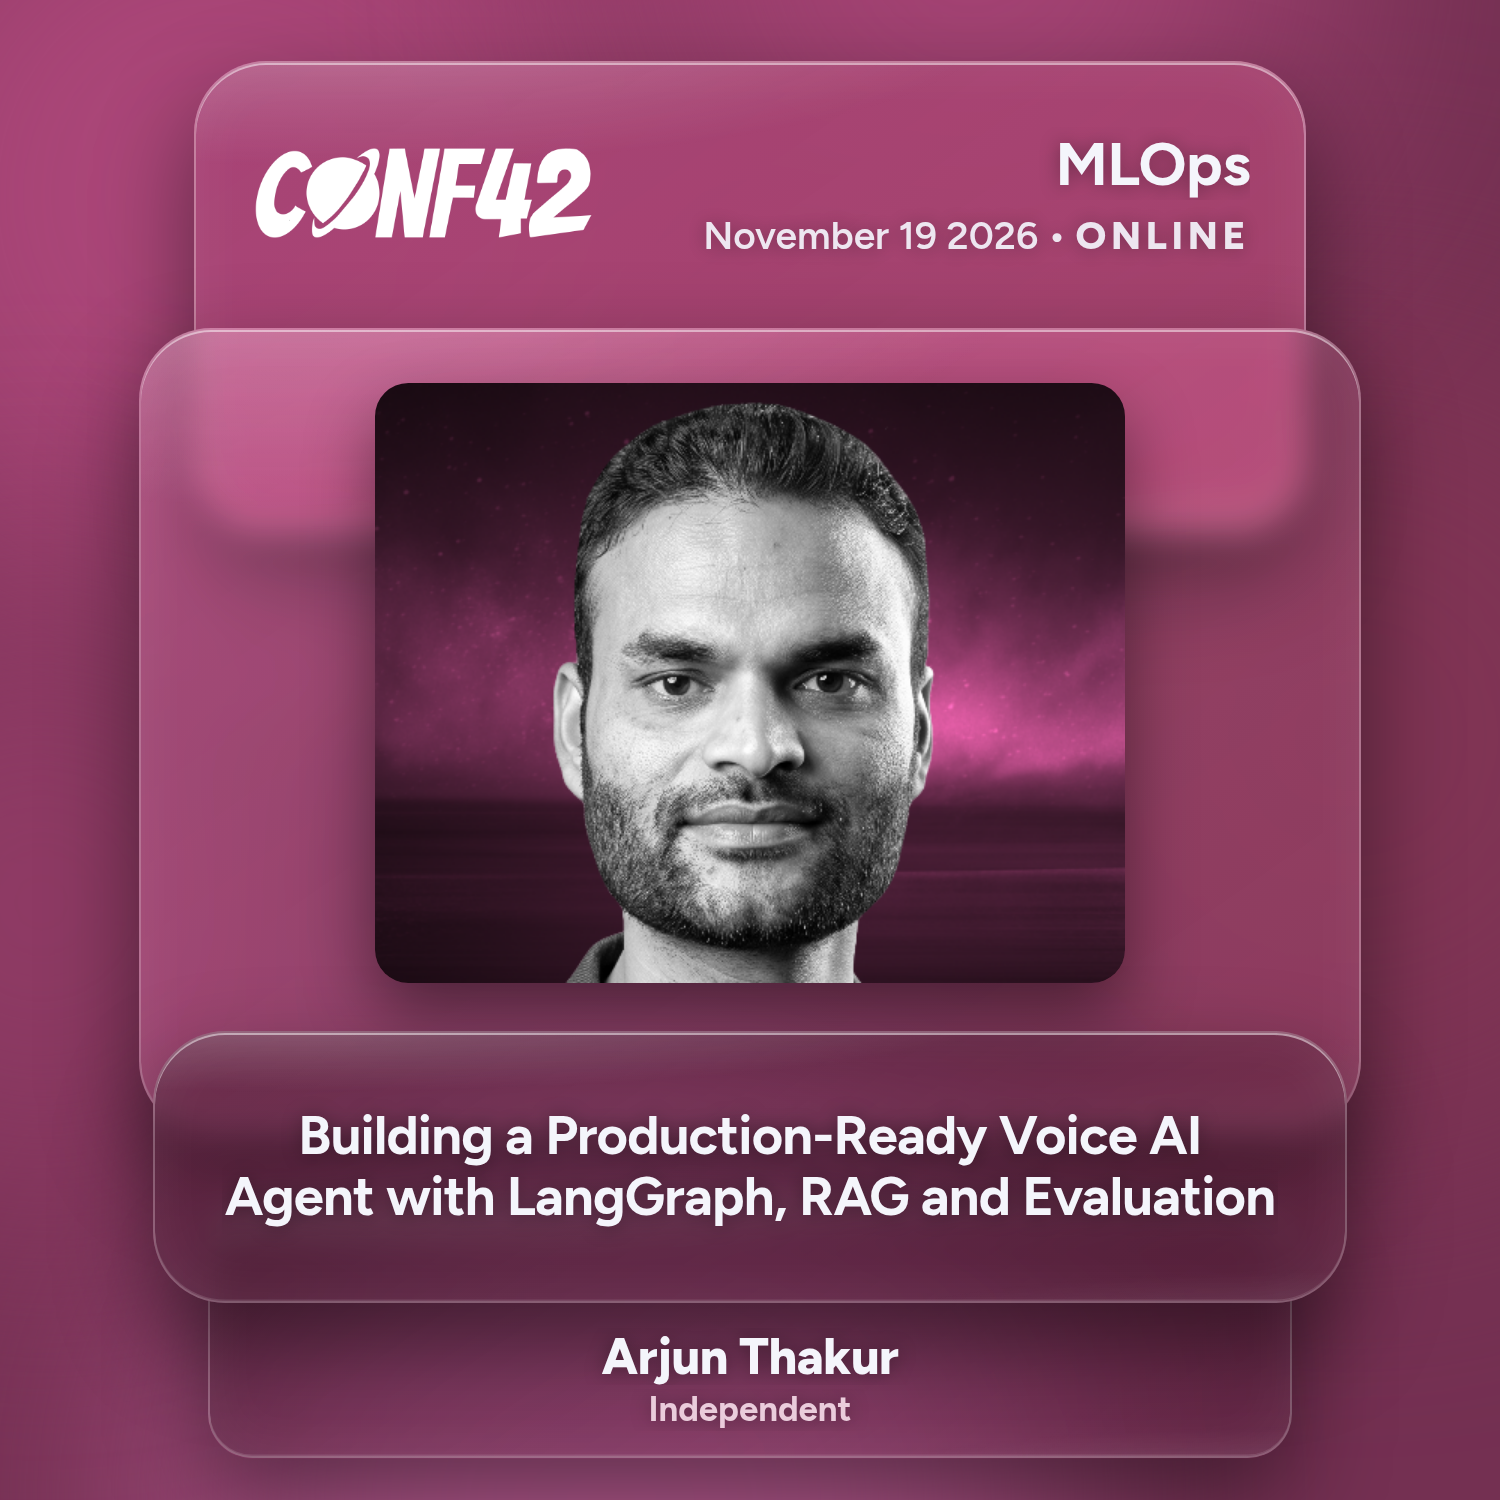 CONF42
MLOps
November 19 2026 • ONLINE
Building a Production-Ready Voice AI
Agent with LangGraph, RAG and Evaluation
Arjun Thakur
Independent